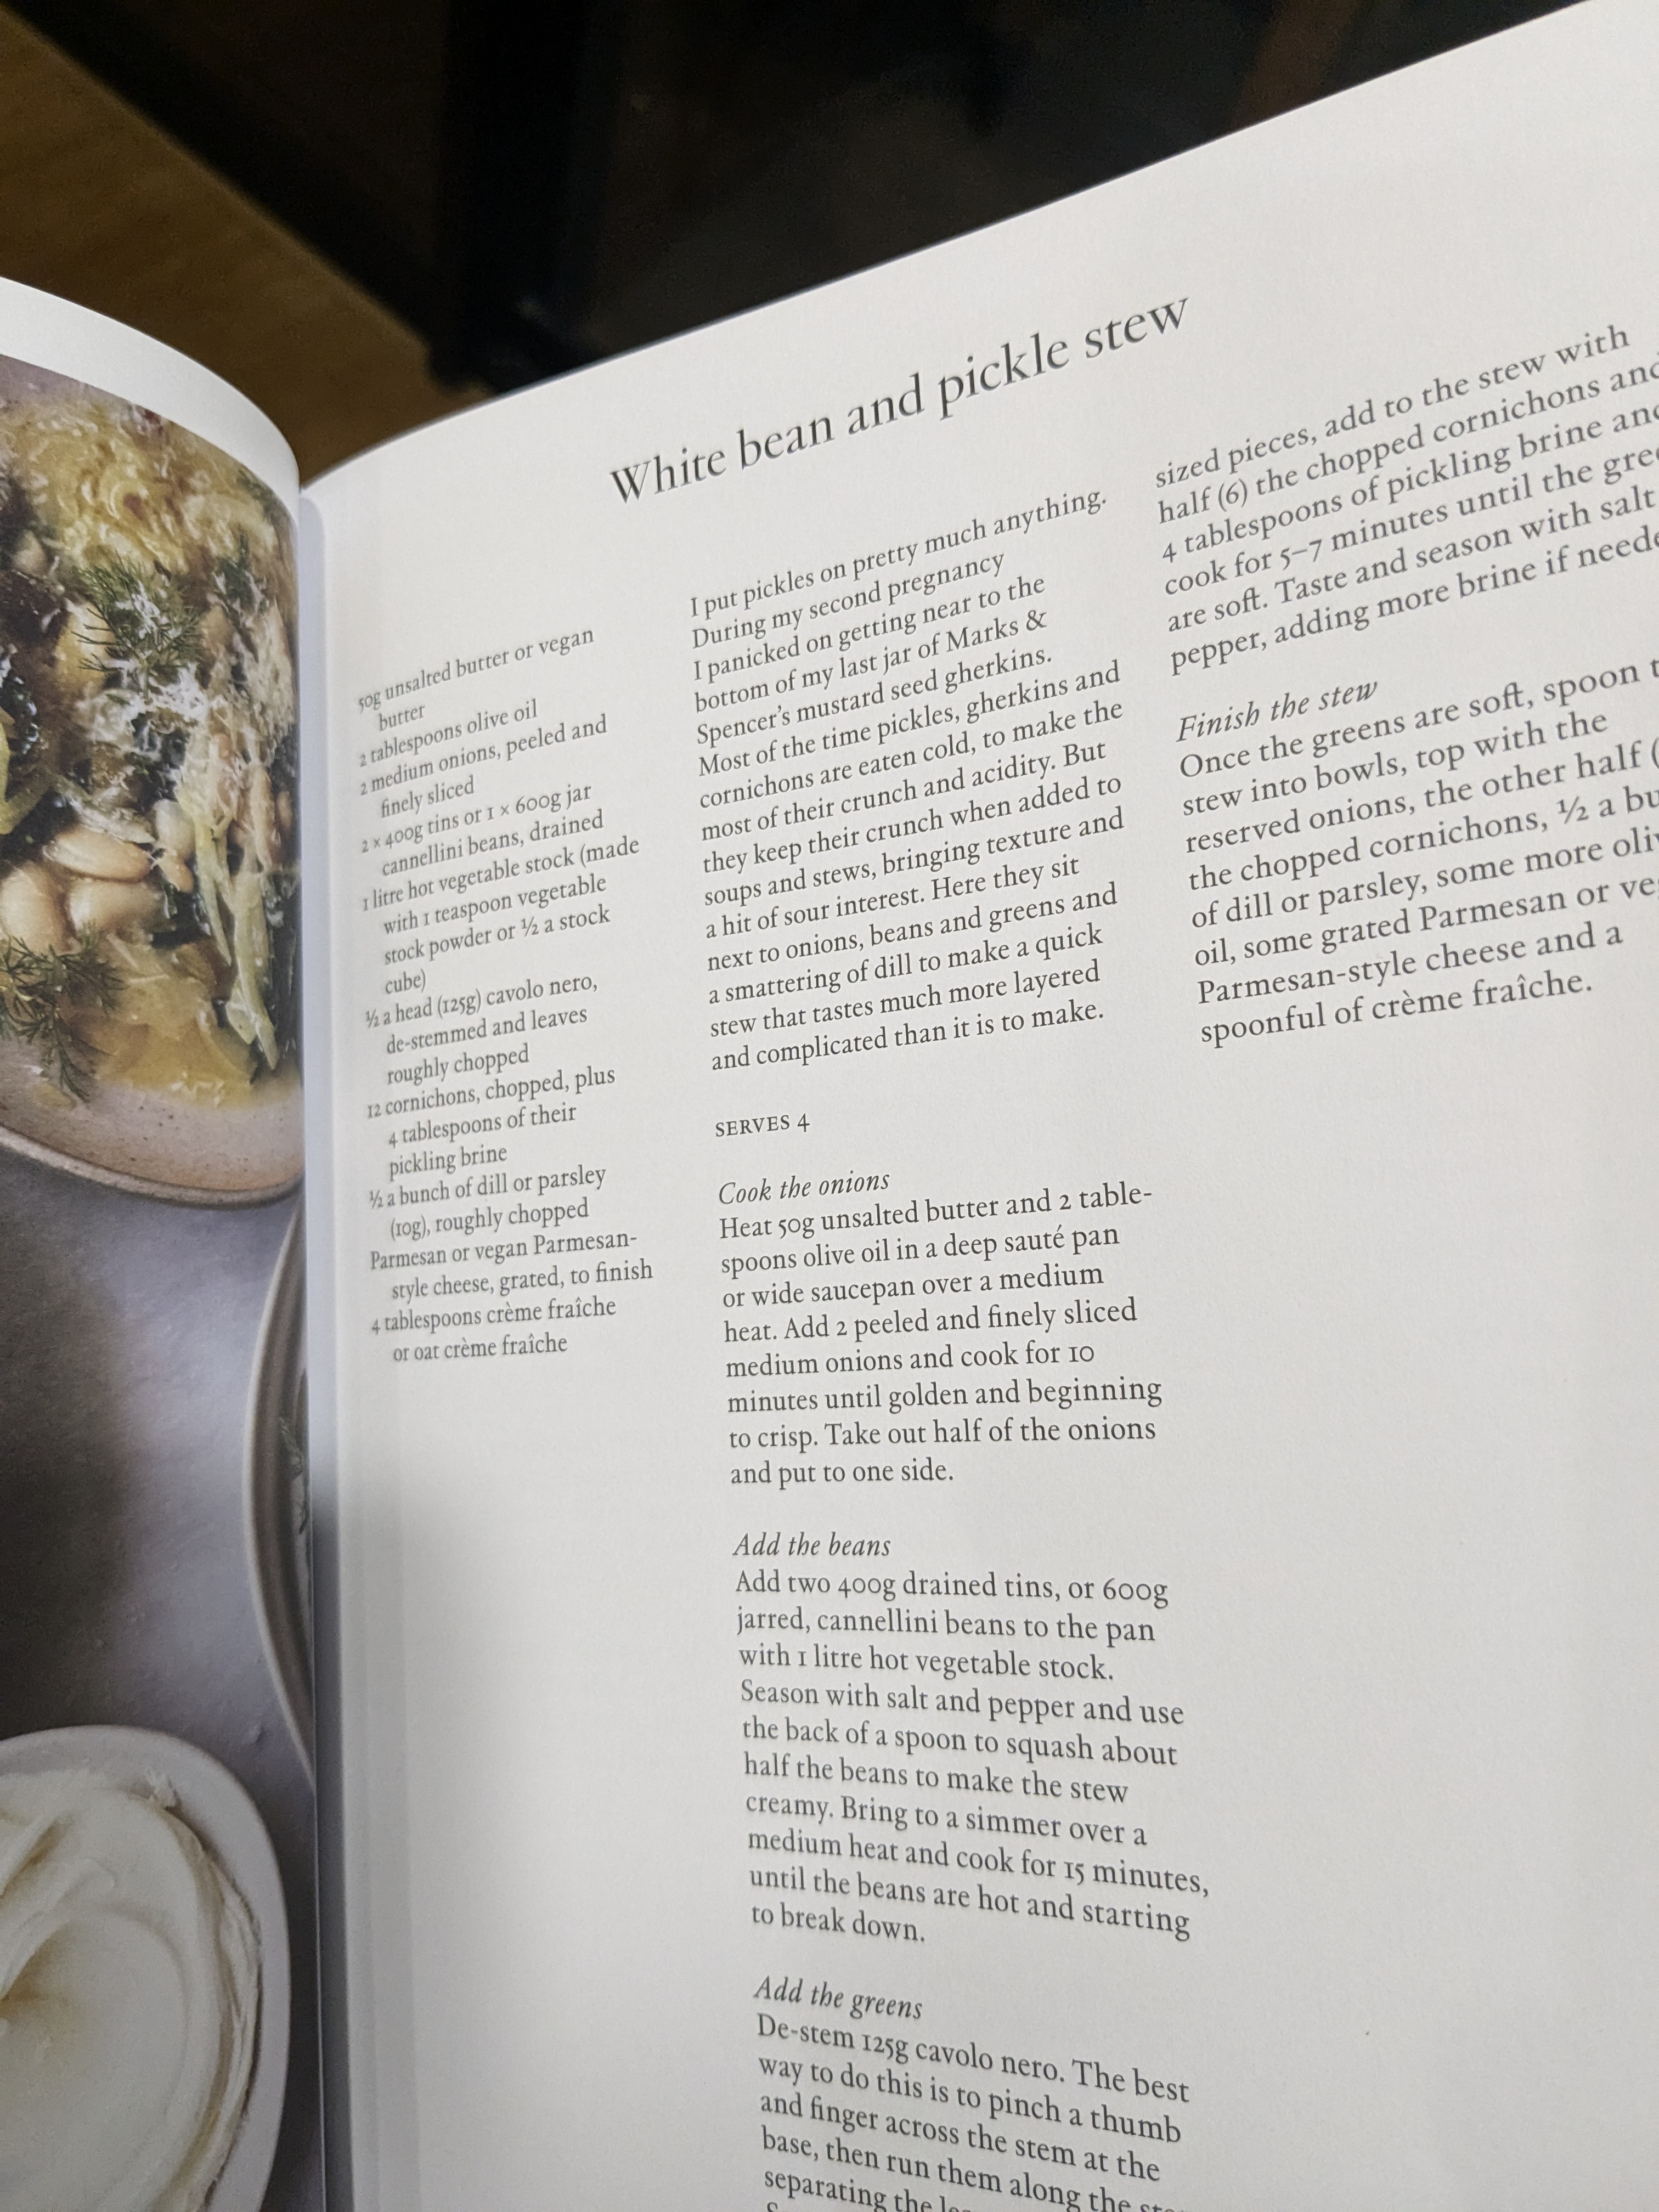 White bean and pickle stew
50g unsalted butter or vegan
butter
2 tablespoons olive oil
2 medium onions, peeled and
finely sliced
2 × 400g tins or 1 × 600g jar
cannellini beans, drained
1 litre hot vegetable stock (made
with 1 teaspoon vegetable
stock powder or ½ a stock
cube)
½ a head (125g) cavolo nero,
de-stemmed and leaves
roughly chopped
12 cornichons, chopped, plus
4 tablespoons of their
pickling brine
½ a bunch of dill or parsley
(10g), roughly chopped
Parmesan or vegan Parmesan-
style cheese, grated, to finish
4 tablespoons crème fraîche
or oat crème fraîche
I put pickles on pretty much anything.
During my second pregnancy
I panicked on getting near to the
bottom of my last jar of Marks &
Spencer's mustard seed gherkins.
Most of the time pickles, gherkins and
cornichons are eaten cold, to make the
most of their crunch and acidity. But
they keep their crunch when added to
soups and stews, bringing texture and
a hit of sour interest. Here they sit
next to onions, beans and greens and
a smattering of dill to make a quick
stew that tastes much more layered
and complicated than it is to make.
SERVES 4
Cook the onions
Heat 50g unsalted butter and 2 table-
spoons olive oil in a deep sauté pan
or wide saucepan over a medium
heat. Add 2 peeled and finely sliced
medium onions and cook for 10
minutes until golden and beginning
to crisp. Take out half of the onions
and put to one side.
Add the beans
Add two 400g drained tins, or 600g
jarred, cannellini beans to the pan
with 1 litre hot vegetable stock.
Season with salt and pepper and use
the back of a spoon to squash about
half the beans to make the stew
creamy. Bring to a simmer over a
medium heat and cook for 15 minutes,
until the beans are hot and starting
to break down.
Add the greens
De-stem 125g cavolo nero. The best
way to do this is to pinch a thumb
and finger across the stem at the
base, then run them along the
separating the
sized pieces, add to the stew with
half (6) the chopped cornichons and
4 tablespoons of pickling brine and
cook for 5–7 minutes until the
are soft. Taste and season with salt
pepper, adding more brine if
Finish the stew
Once the greens are soft, spoon
stew into bowls, top with the
reserved onions, the other half
the chopped cornichons, ½ a
of dill or parsley, some more
oil, some grated Parmesan or
Parmesan-style cheese and a
spoonful of crème fraîche.